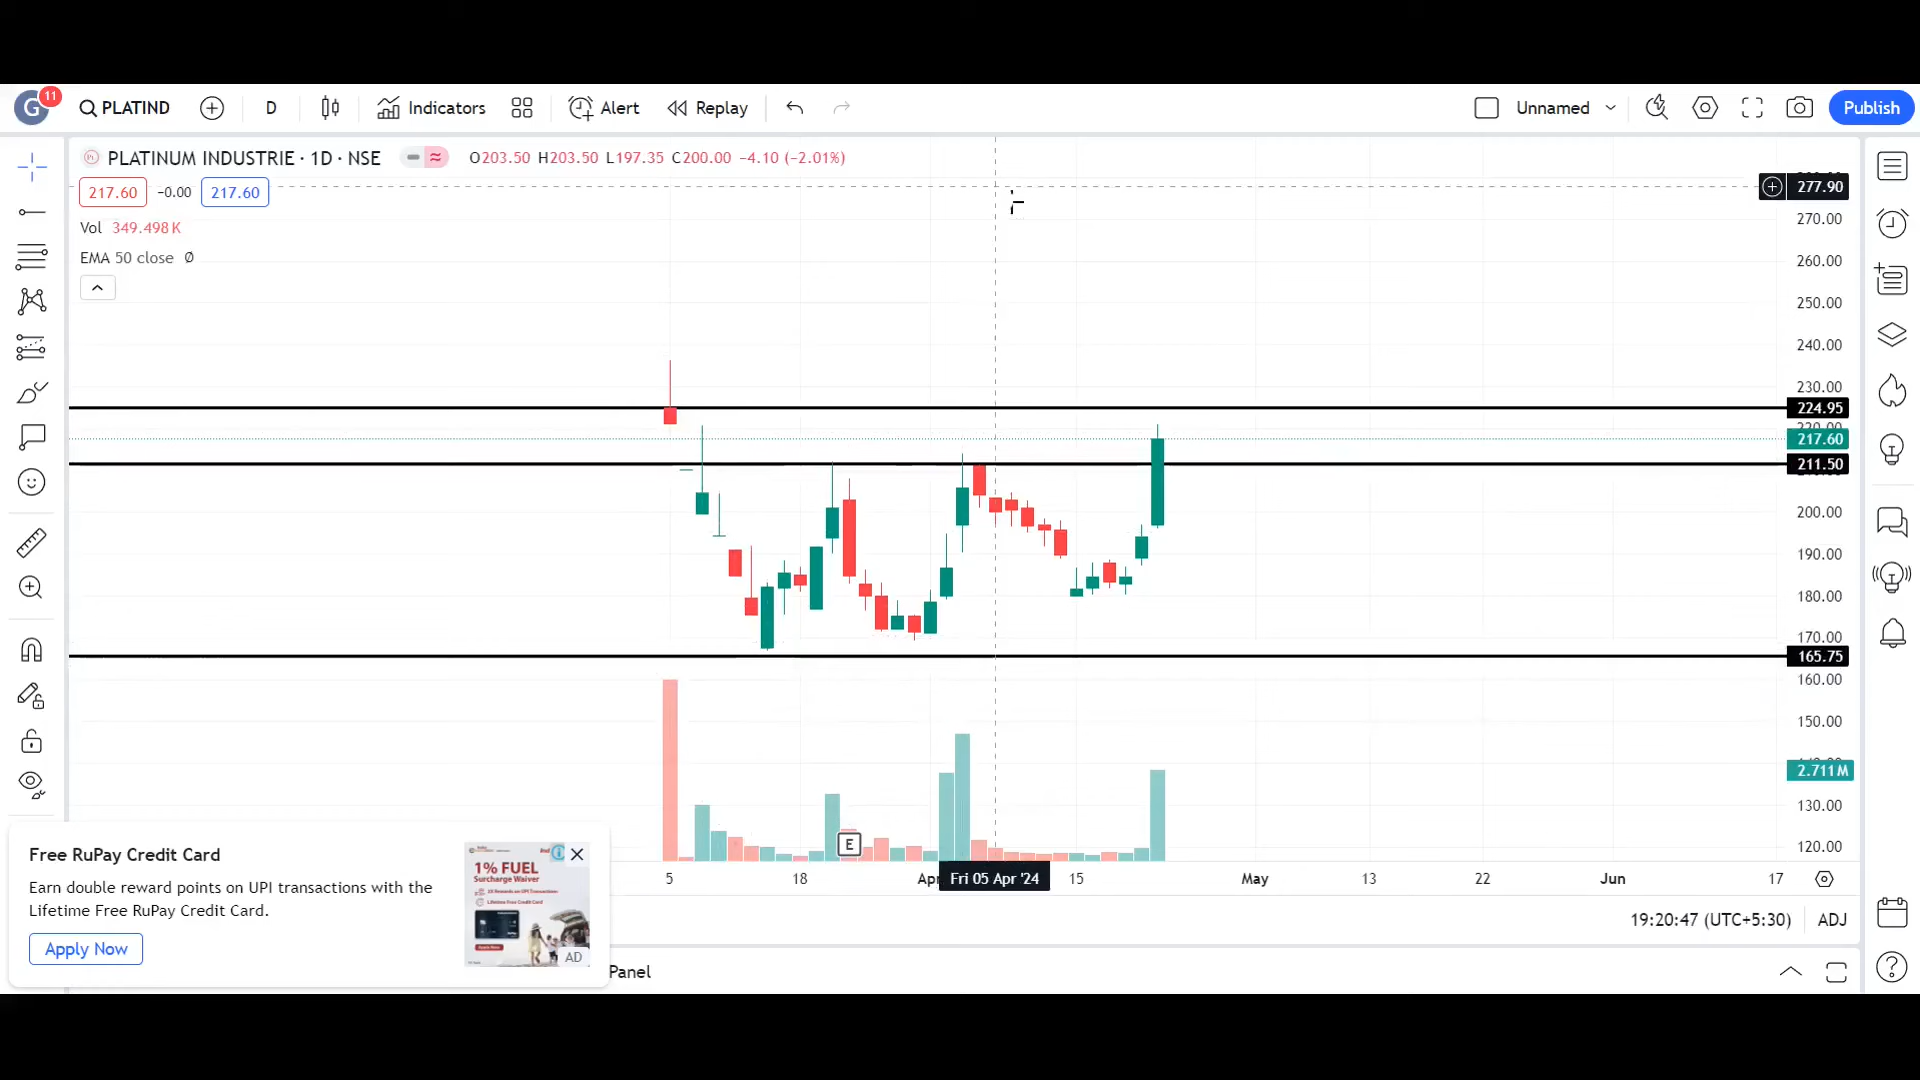 G 11 PLATIND D Indicators Alert Replay Unnamed Publish
PLATINUM INDUSTRIE · 1D · NSE O203.50 H203.50 L197.35 C200.00 −4.10 (−2.01%)
217.60 −0.00 217.60
277.90
270.00
Vol 349.498 K
EMA 50 close Ø
260.00
250.00
240.00
230.00
224.95
217.60
211.50
200.00
190.00
180.00
170.00
165.75
160.00
150.00
2.711 M
130.00
120.00
E
5 18 Apr Fri 05 Apr '24 15 May 13 22 Jun 17
Free RuPay Credit Card
Earn double reward points on UPI transactions with the
Lifetime Free RuPay Credit Card.
Apply Now
1% FUEL
Surcharge Waiver
AD
19:20:47 (UTC+5:30) ADJ
Panel